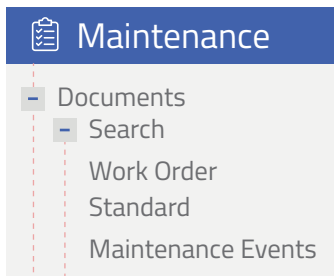 Maintenance
Documents
Search
Work Order
Standard
Maintenance Events